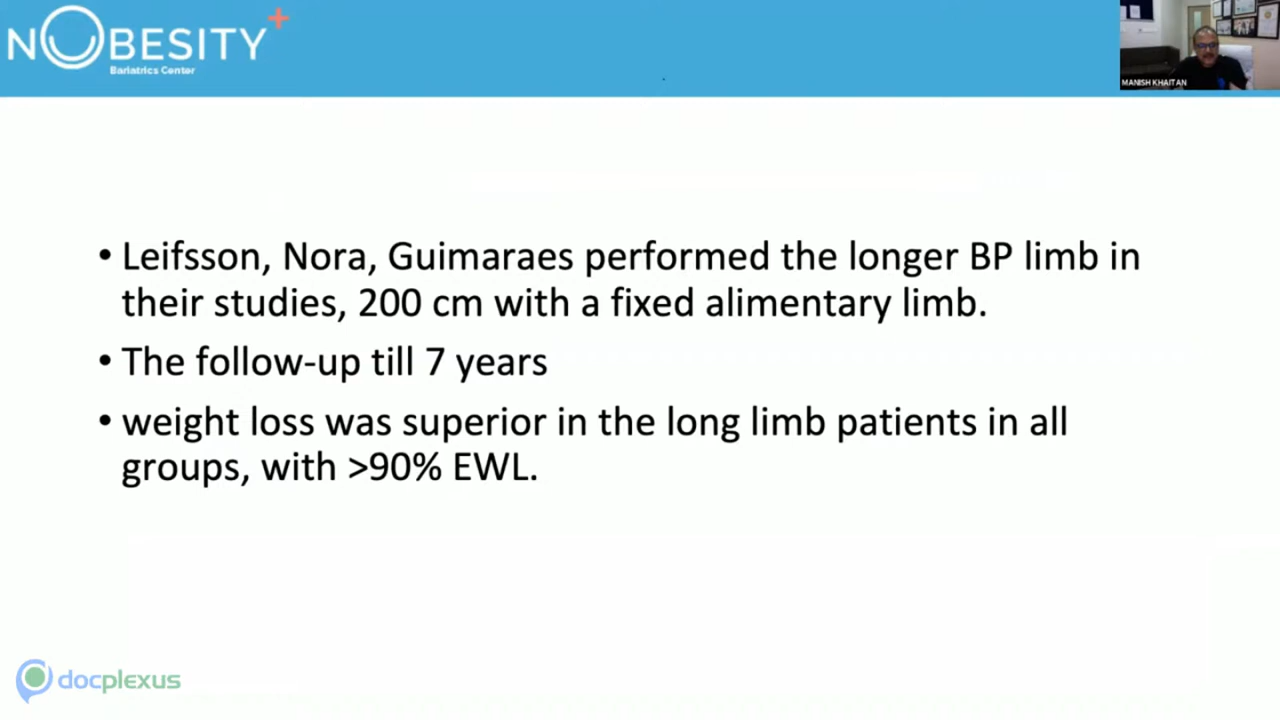 NOBESITY+
Bariatrics Center
MANISH KHAITAN
• Leifsson, Nora, Guimaraes performed the longer BP limb in
their studies, 200 cm with a fixed alimentary limb.
• The follow-up till 7 years
• weight loss was superior in the long limb patients in all
groups, with >90% EWL.
docplexus